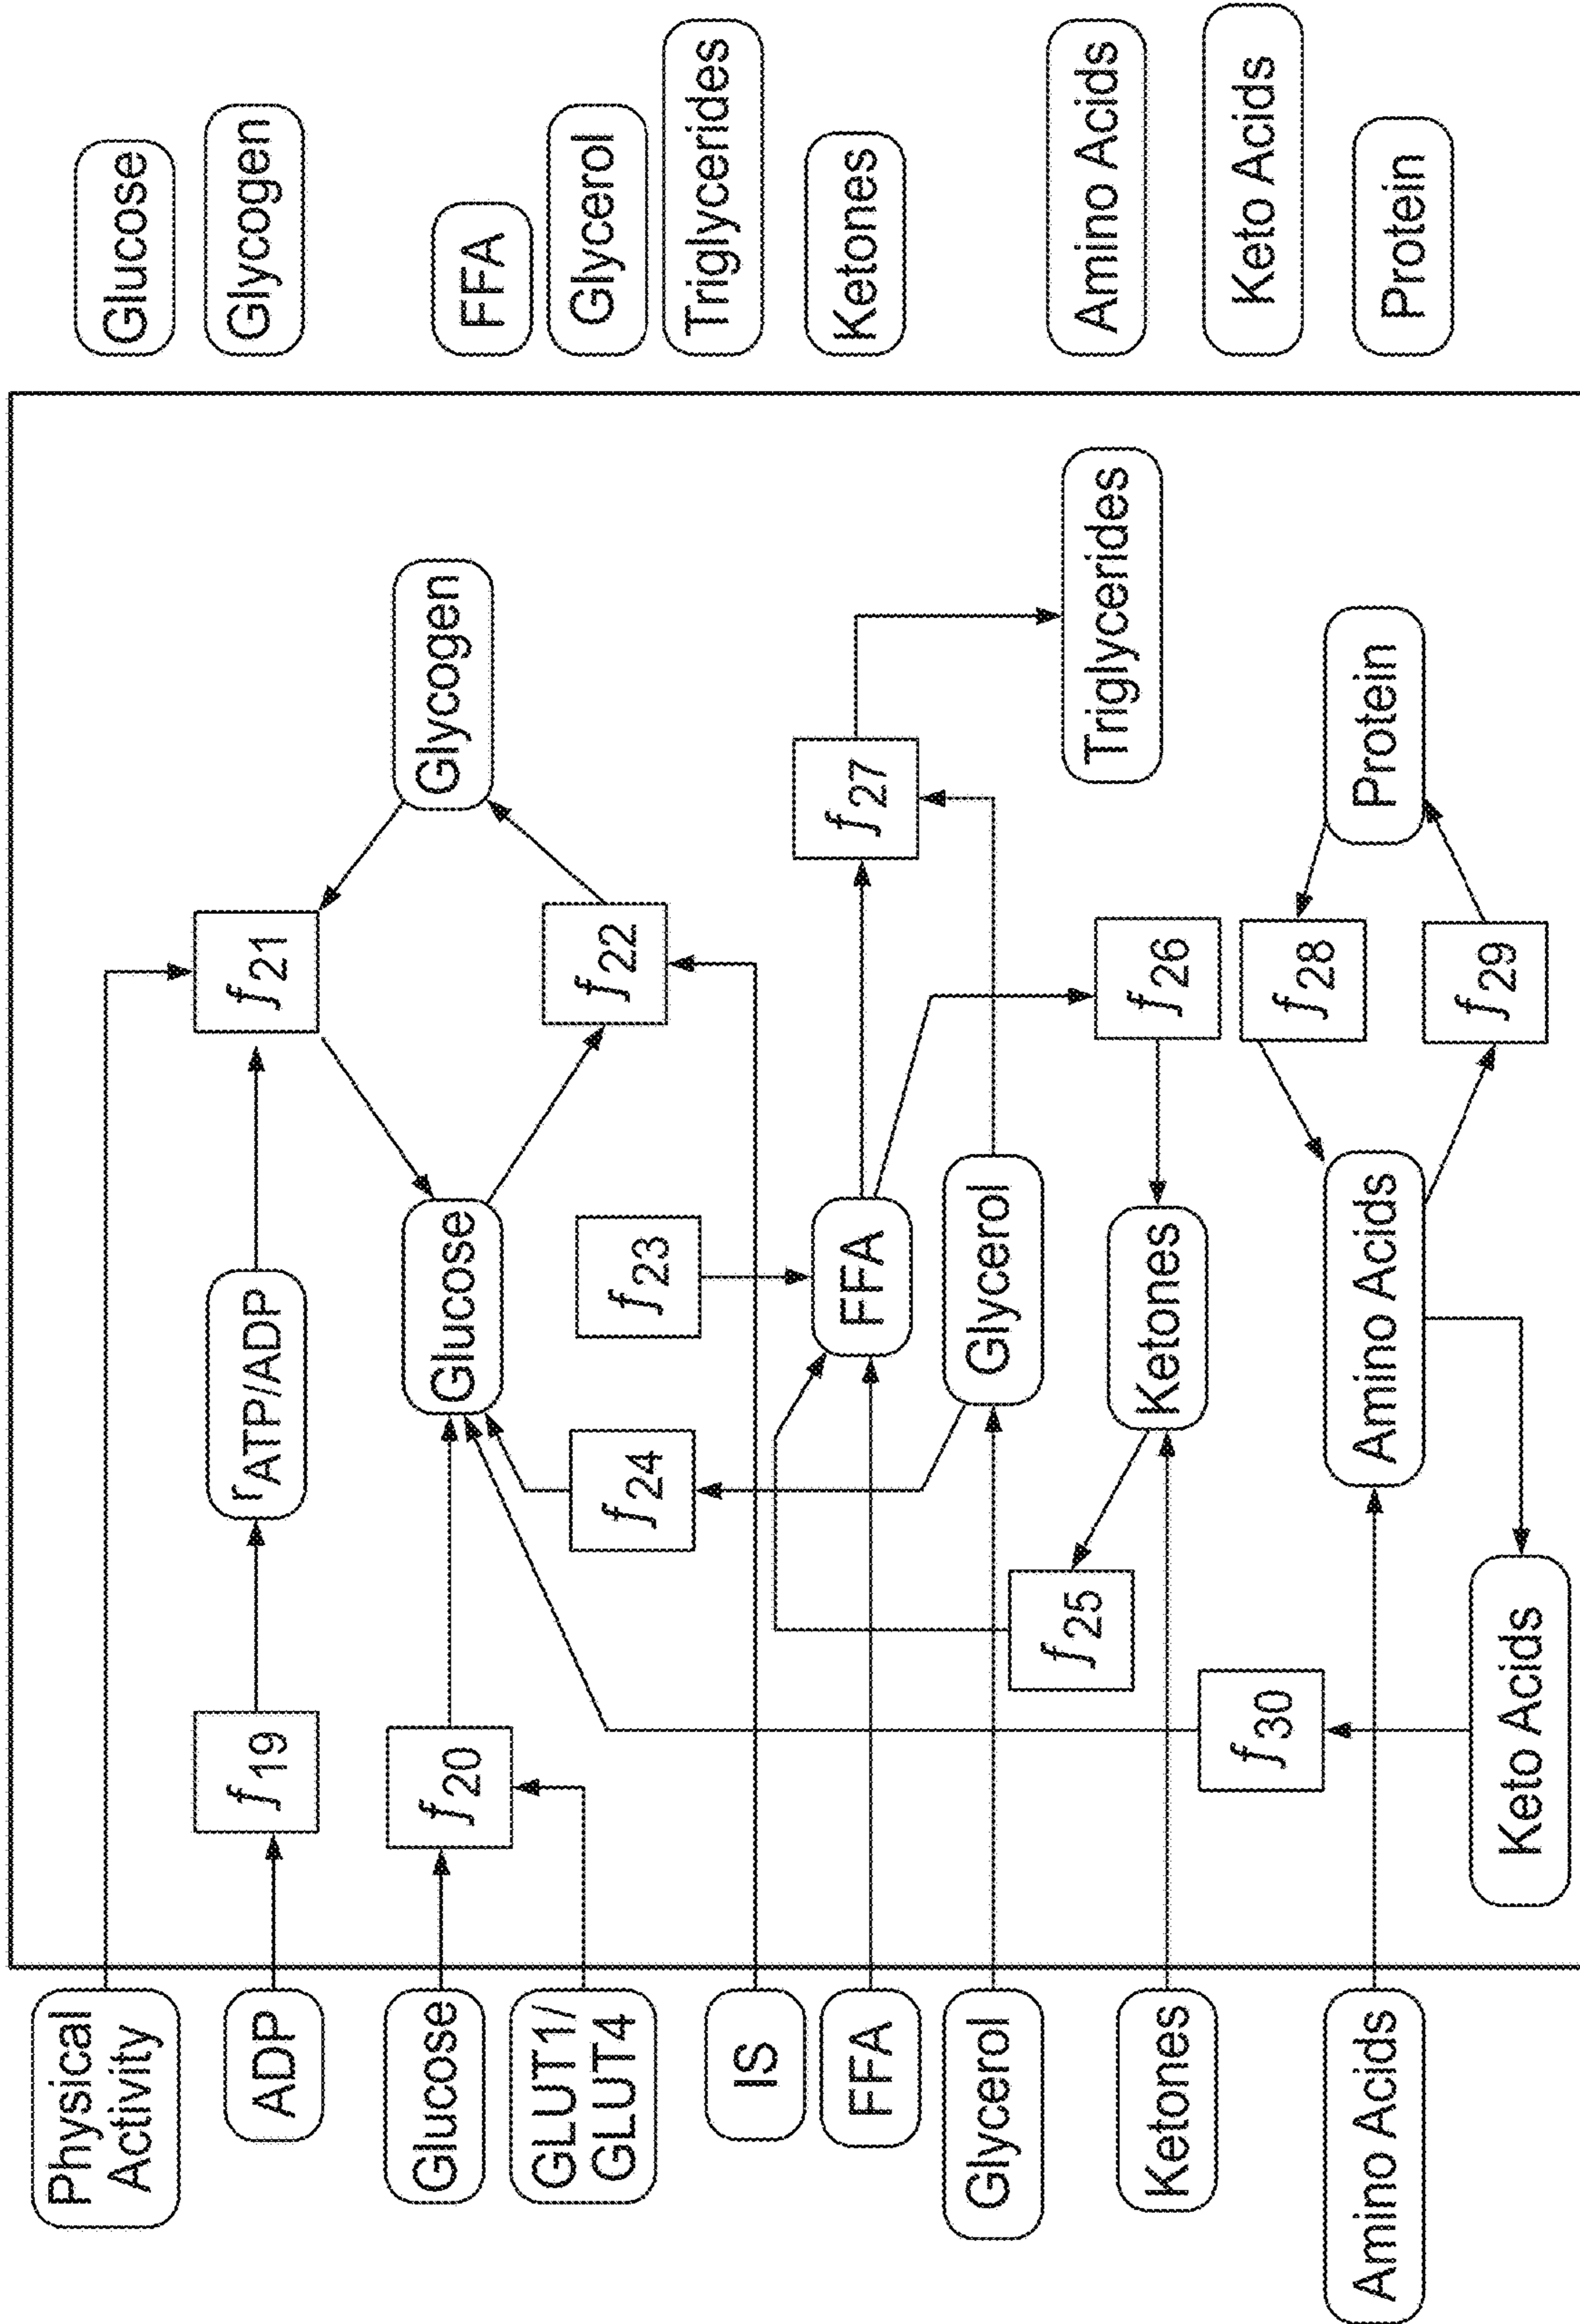 Physical
Activity
ADP
Glucose
GLUT1/
GLUT4
IS
FFA
Glycerol
Ketones
Amino Acids
f19
f20
rATP/ADP
f21
Glucose
f22
Glycogen
f23
f24
FFA
f27
Glycerol
Triglycerides
f25
Ketones
f26
f30
Keto Acids
Amino Acids
f28
f29
Protein
Glucose
Glycogen
FFA
Glycerol
Triglycerides
Ketones
Amino Acids
Keto Acids
Protein